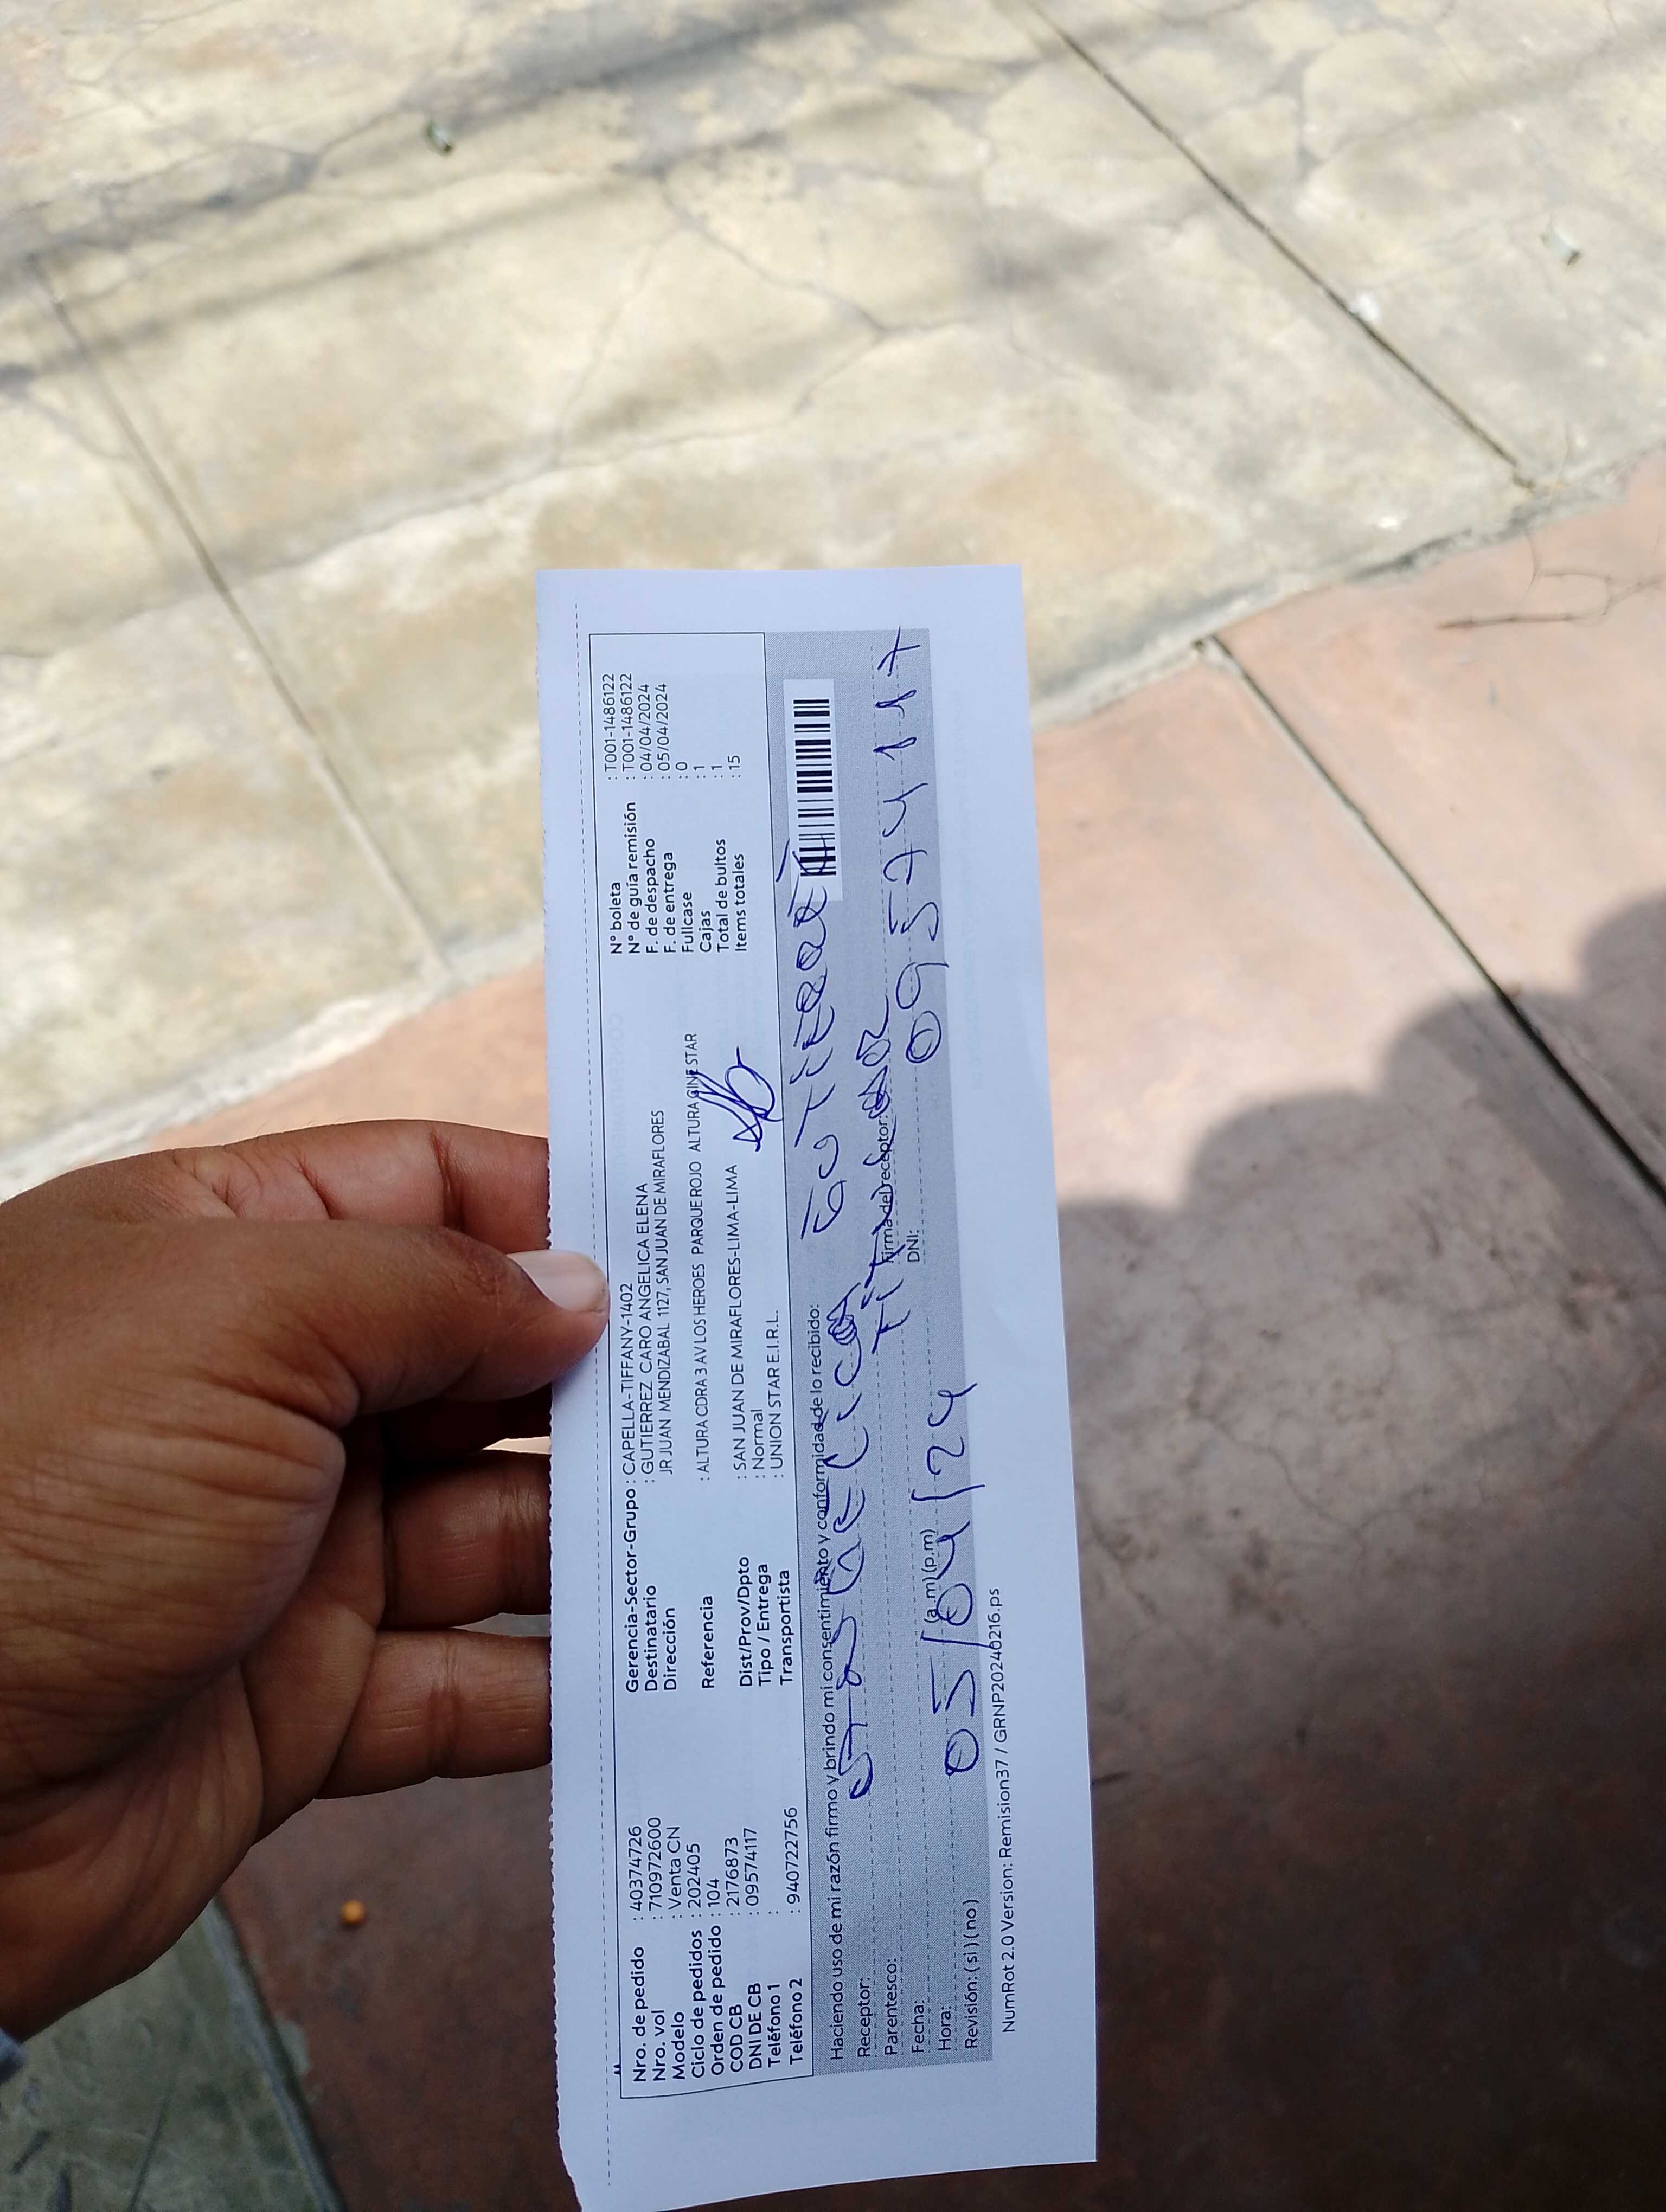 Nro. de pedido : 40374726
Nro. vol : 710972600
Modelo : Venta CN
Ciclo de pedidos : 202405
Orden de pedido : 104
COD CB : 2176873
DNI DE CB : 09574117
Teléfono 1 :
Teléfono 2 : 940722756
Gerencia-Sector-Grupo : CAPELLA-TIFFANY-1402
Destinatario : GUTIERREZ CARO ANGELICA ELENA
Dirección JR JUAN MENDIZABAL 1127, SAN JUAN DE MIRAFLORES
Referencia : ALTURA CDRA 3 AV LOS HEROES PARQUE ROJO ALTURA CINE STAR
Dist/Prov/Dpto : SAN JUAN DE MIRAFLORES-LIMA-LIMA
Tipo / Entrega : Normal
Transportista : UNION STAR E.I.R.L.
N° boleta : T001-1486122
N° de guía remisión : T001-1486122
F. de despacho : 04/04/2024
F. de entrega : 05/04/2024
Fullcase : 0
Cajas : 1
Total de bultos : 1
Items totales : 15
Haciendo uso de mi razón firmo y brindo mi consentimiento y conformidad de lo recibido:
Receptor:
Parentesco: Titular
Firma del receptor:
Fecha: 05/04/24
DNI: 09574117
Hora: (a.m) (p.m)
Revisión: ( si ) ( no )
NumRot 2.0 Version: Remision37 / GRNP20240216.ps